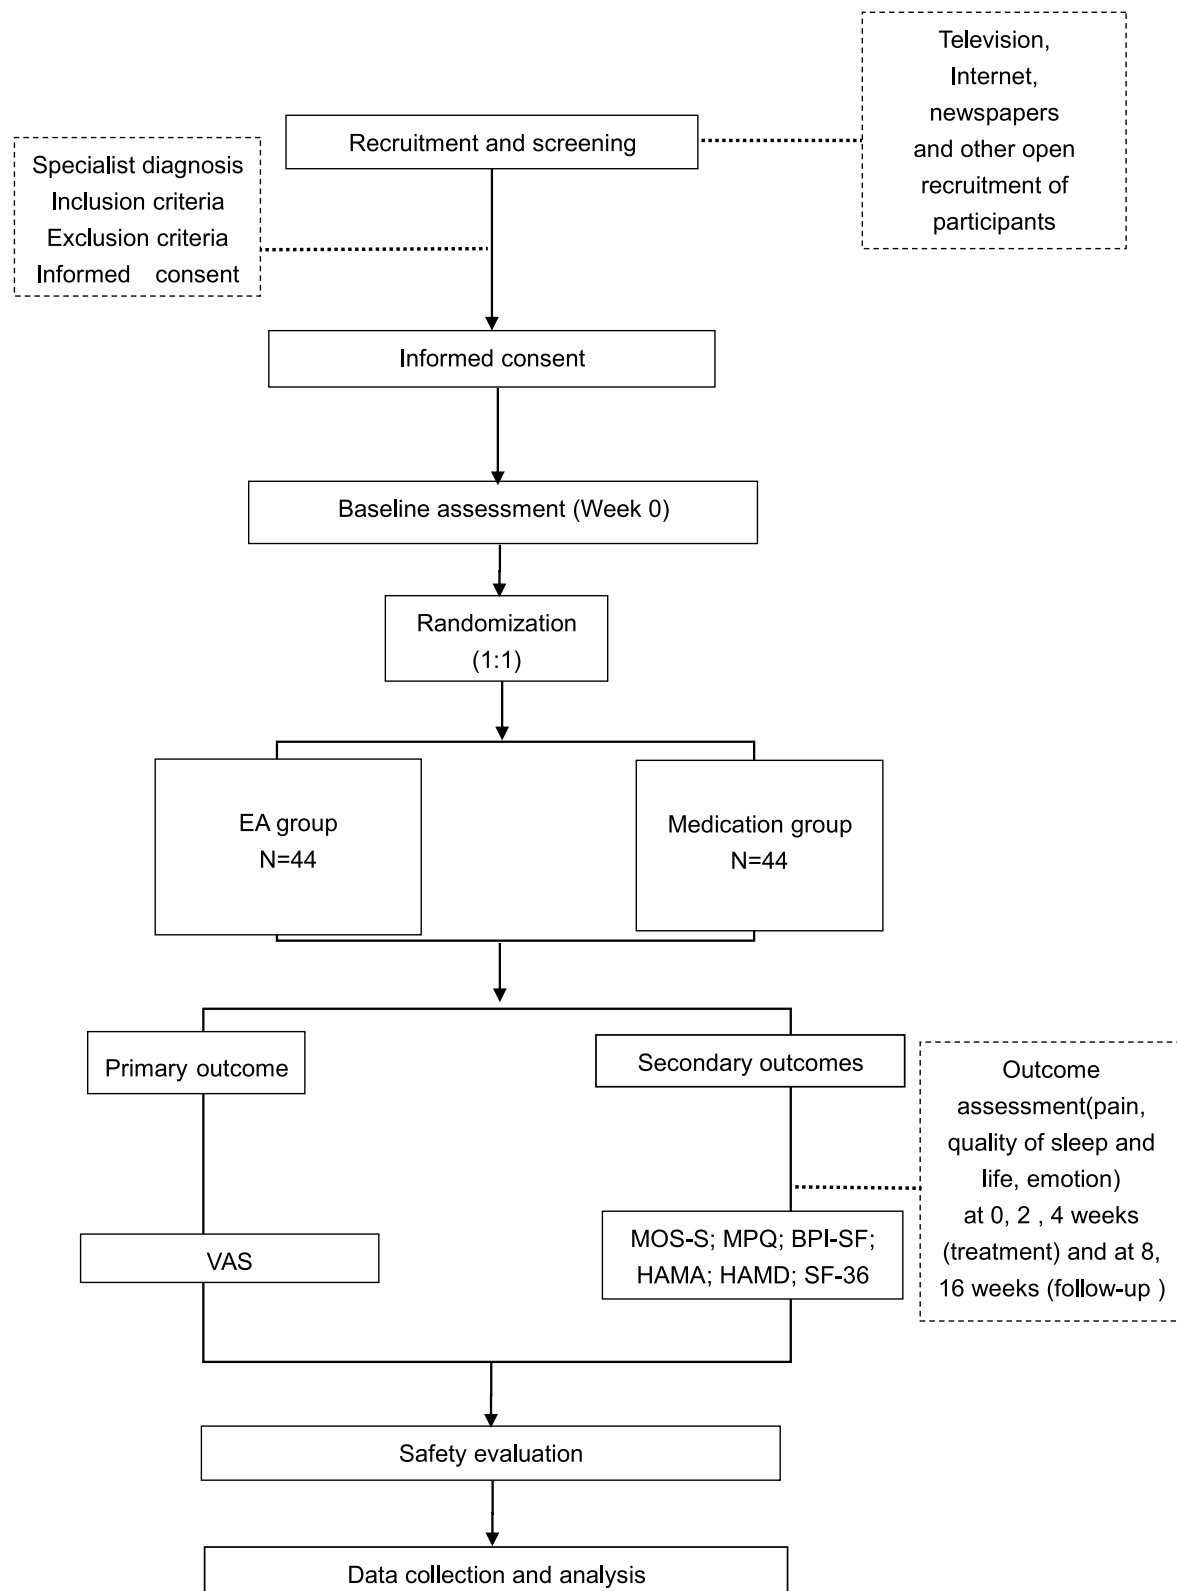 Television,
Internet,
newspapers
and other open
recruitment of
participants
Recruitment and screening
Specialist diagnosis
Inclusion criteria
Exclusion criteria
Informed consent
Informed consent
Baseline assessment (Week 0)
Randomization
(1:1)
EA group
N=44
Medication group
N=44
Primary outcome
Secondary outcomes
Outcome
assessment(pain,
quality of sleep and
life, emotion)
at 0, 2 , 4 weeks
(treatment) and at 8,
16 weeks (follow-up )
VAS
MOS-S; MPQ; BPI-SF;
HAMA; HAMD; SF-36
Safety evaluation
Data collection and analysis